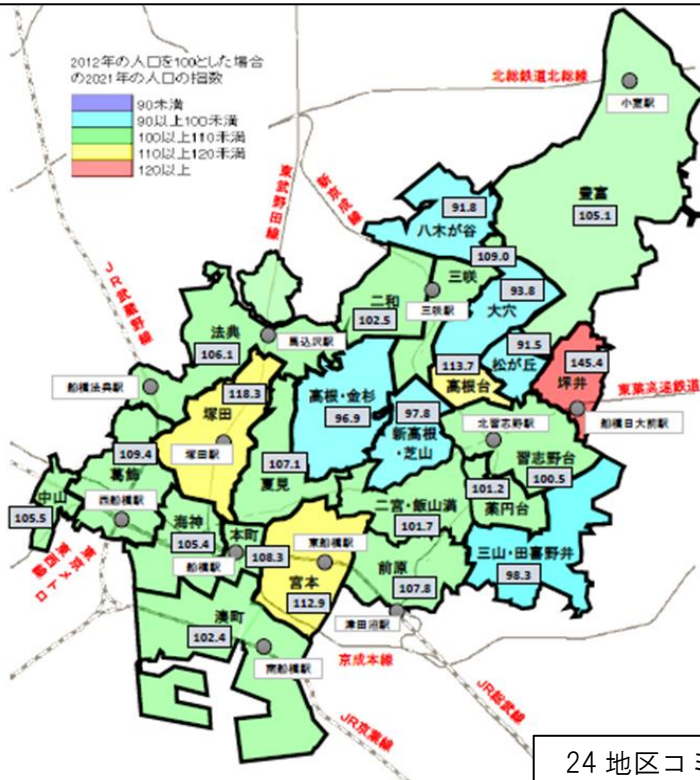 2012年の人口を100とした場合
の2021年の人口の指数
90未満
90以上100未満
100以上110未満
110以上120未満
120以上
北総鉄道北総線
小室駅
豊富
105.1
東武野田線
新京成線
JR武蔵野線
91.8
八木が谷
109.0
三咲
三咲駅
93.8
大穴
二和
102.5
法典
106.1
馬込沢駅
船橋法典駅
91.5
松が丘
145.4
坪井
東葉高速鉄道
船橋日大前駅
113.7
高根台
118.3
塚田
塚田駅
高根・金杉
96.9
97.8
新高根
・芝山
北習志野駅
習志野台
100.5
109.4
葛飾
西船橋駅
中山
105.5
東京メトロ
東西線
107.1
夏見
101.2
薬円台
二宮・飯山満
101.7
海神
105.4
船橋駅
本町
108.3
東船橋駅
宮本
112.9
前原
107.8
津田沼駅
三山・田喜野井
98.3
湊町
102.4
南船橋駅
京成本線
JR総武線
JR京葉線
24 地区コミ